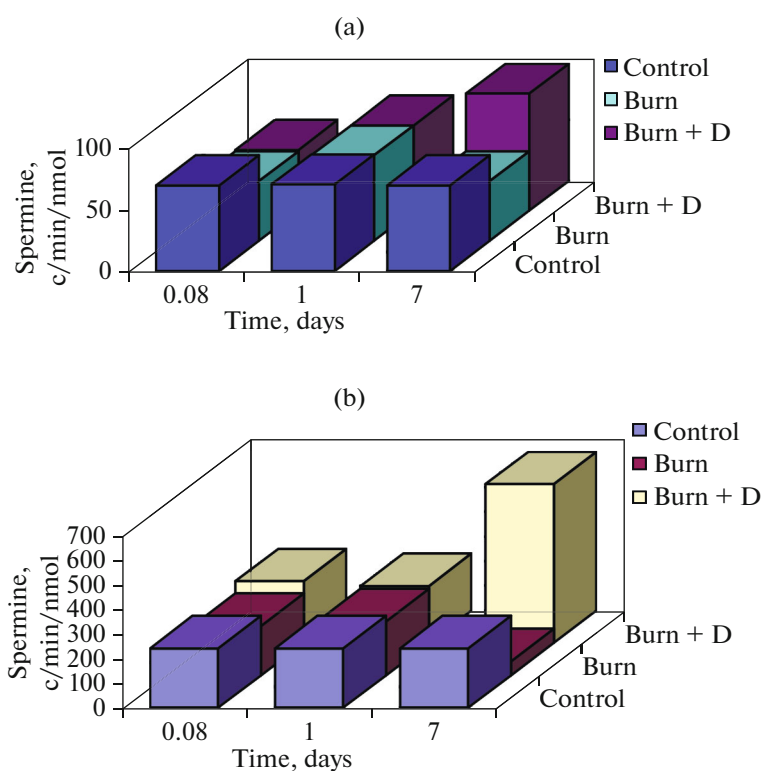 (a)
Control
Burn
Burn + D
Spermine,
c/min/nmol
100
50
0
0.08
1
7
Time, days
Control
Burn
Burn + D
(b)
Control
Burn
Burn + D
Spermine,
c/min/nmol
700
600
500
400
300
200
100
0
0.08
1
7
Time, days
Control
Burn
Burn + D